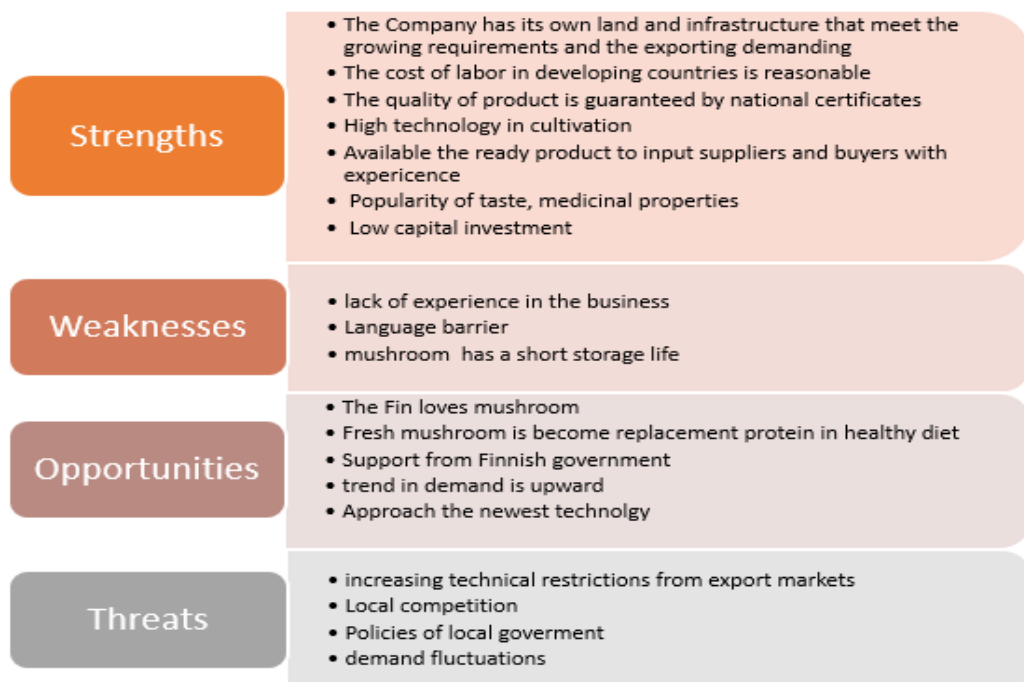 Strengths
• The Company has its own land and infrastructure that meet the
growing requirements and the exporting demanding
• The cost of labor in developing countries is reasonable
• The quality of product is guaranteed by national certificates
• High technology in cultivation
• Available the ready product to input suppliers and buyers with
expericence
• Popularity of taste, medicinal properties
• Low capital investment
Weaknesses
• lack of experience in the business
• Language barrier
• mushroom has a short storage life
Opportunities
• The Fin loves mushroom
• Fresh mushroom is become replacement protein in healthy diet
• Support from Finnish government
• trend in demand is upward
• Approach the newest technolgy
Threats
• increasing technical restrictions from export markets
• Local competition
• Policies of local goverment
• demand fluctuations